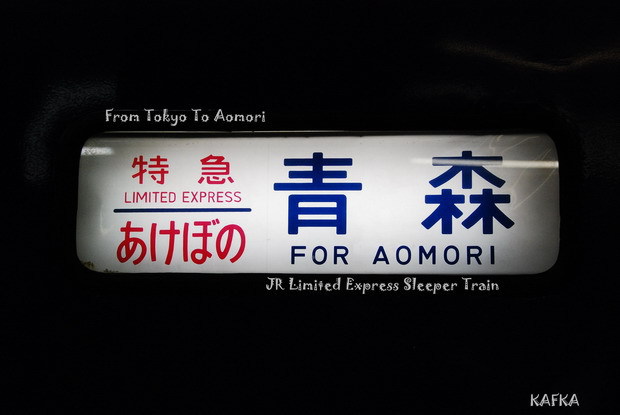 From Tokyo To Aomori
特急
LIMITED EXPRESS
あけぼの
青森
FOR AOMORI
JR Limited Express Sleeper Train
KAFKA